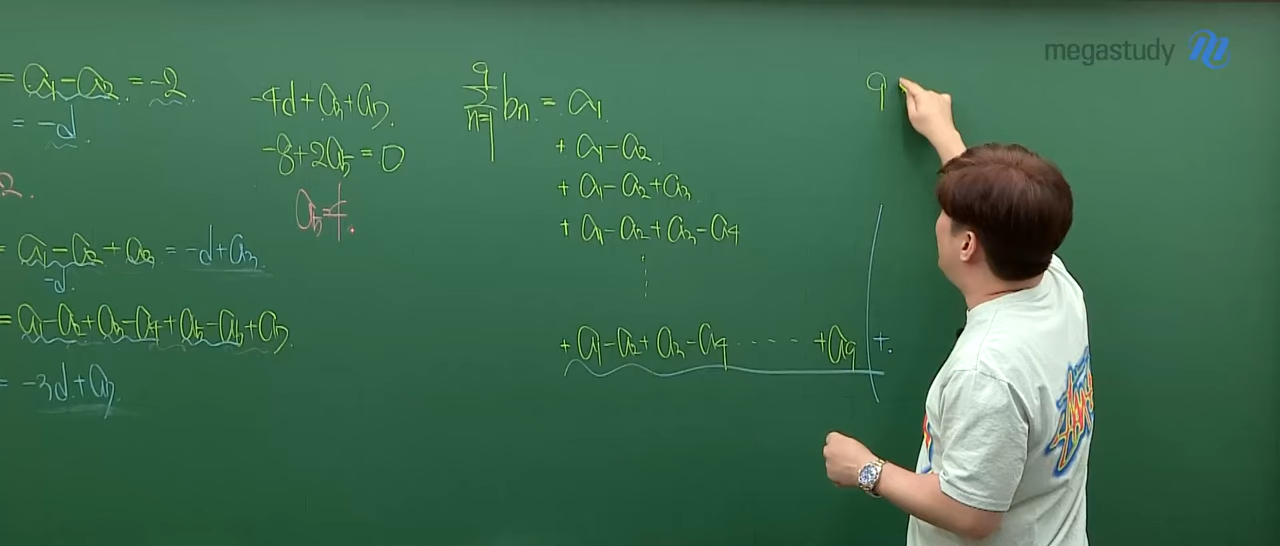 megastudy
= a₁-a₂ = -2
= -d
2.
= a₁-a₂+a₃ = -d+a₃
-d
= a₁-a₂+a₃-a₄+a₅-a₆+a₇
= -3d+a₇
-4d+a₃+a₇
-8+2a₅=0
a₅=4.
9
Σ bₙ = a₁
n=1
+ a₁-a₂
+ a₁-a₂+a₃
+ a₁-a₂+a₃-a₄
+ a₁-a₂+a₃-a₄ ····· +a₉
+
9